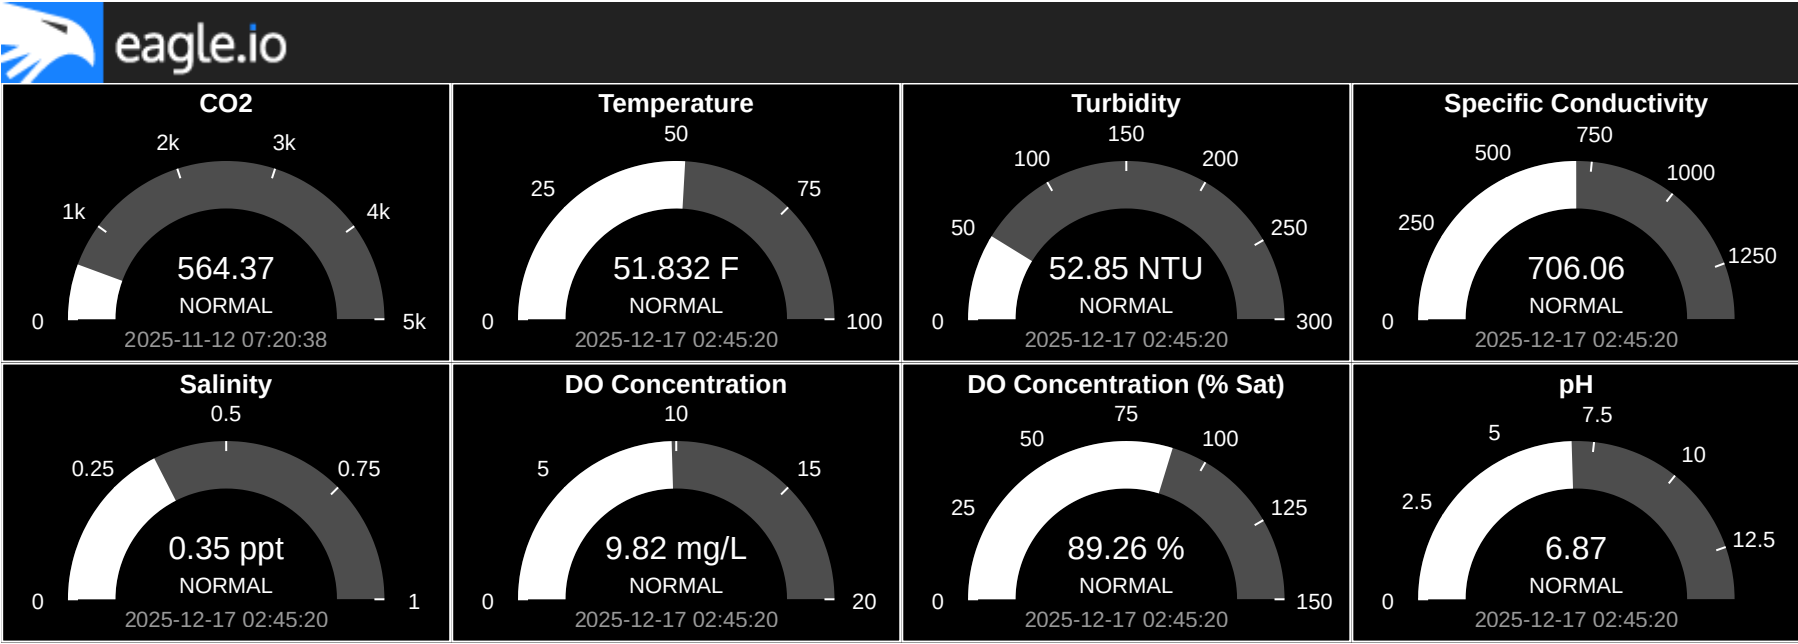 eagle.io
CO2
0
1k
2k
3k
4k
5k
564.37
NORMAL
2025-11-12 07:20:38
Temperature
0
25
50
75
100
51.832 F
NORMAL
2025-12-17 02:45:20
Turbidity
0
50
100
150
200
250
300
52.85 NTU
NORMAL
2025-12-17 02:45:20
Specific Conductivity
0
250
500
750
1000
1250
706.06
NORMAL
2025-12-17 02:45:20
Salinity
0
0.25
0.5
0.75
1
0.35 ppt
NORMAL
2025-12-17 02:45:20
DO Concentration
0
5
10
15
20
9.82 mg/L
NORMAL
2025-12-17 02:45:20
DO Concentration (% Sat)
0
25
50
75
100
125
150
89.26 %
NORMAL
2025-12-17 02:45:20
pH
0
2.5
5
7.5
10
12.5
6.87
NORMAL
2025-12-17 02:45:20